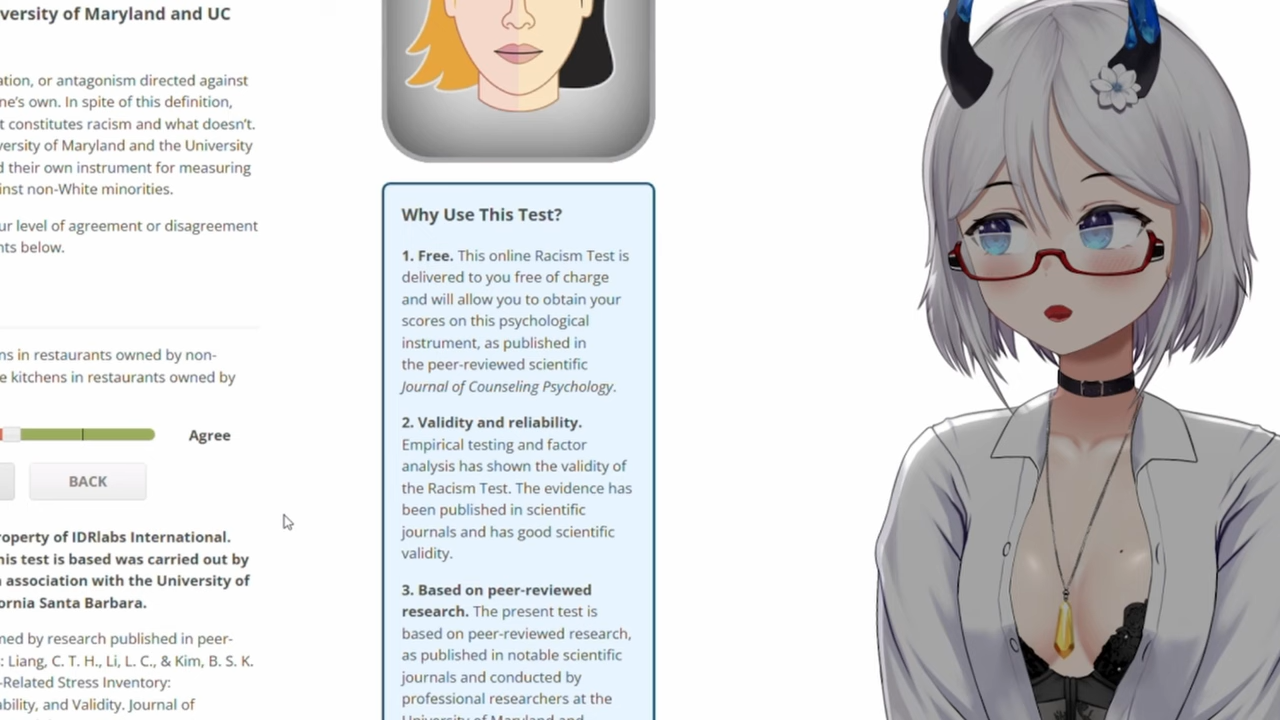 versity of Maryland and UC
ation, or antagonism directed against
ne's own. In spite of this definition,
t constitutes racism and what doesn't.
versity of Maryland and the University
d their own instrument for measuring
inst non-White minorities.
ur level of agreement or disagreement
nts below.
ns in restaurants owned by non-
e kitchens in restaurants owned by
Agree
BACK
roperty of IDRlabs International.
his test is based was carried out by
n association with the University of
ornia Santa Barbara.
med by research published in peer-
: Liang, C. T. H., Li, L. C., & Kim, B. S. K.
-Related Stress Inventory:
ability, and Validity. Journal of
Why Use This Test?
1. Free. This online Racism Test is
delivered to you free of charge
and will allow you to obtain your
scores on this psychological
instrument, as published in
the peer-reviewed scientific
Journal of Counseling Psychology.
2. Validity and reliability.
Empirical testing and factor
analysis has shown the validity of
the Racism Test. The evidence has
been published in scientific
journals and has good scientific
validity.
3. Based on peer-reviewed
research. The present test is
based on peer-reviewed research,
as published in notable scientific
journals and conducted by
professional researchers at the
University of Maryland and